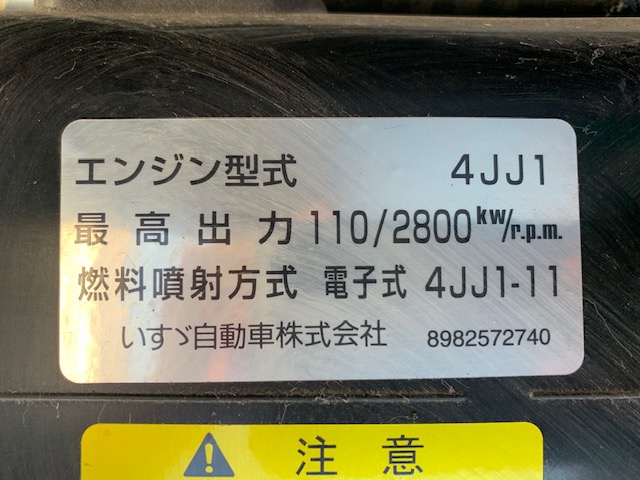 エンジン型式 4JJ1
最高出力 110/2800kW/r.p.m.
燃料噴射方式 電子式 4JJ1-11
いすゞ自動車株式会社 8982572740
注意